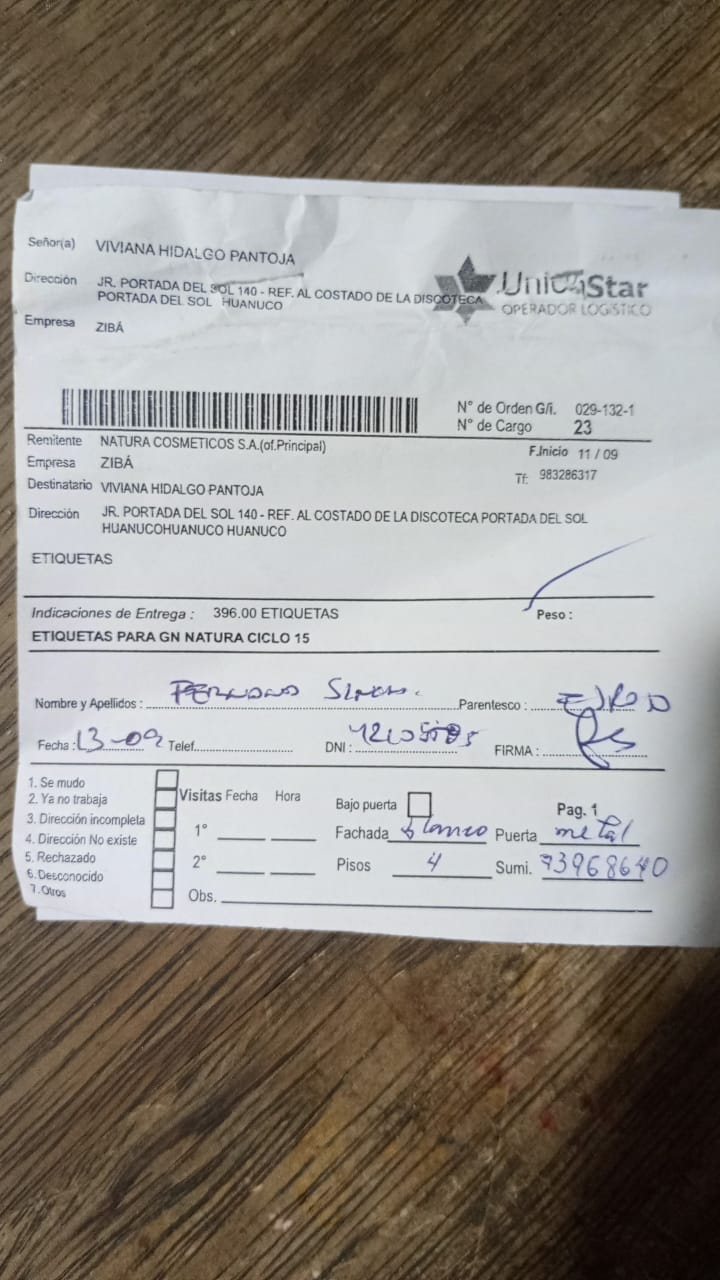 Señor(a) VIVIANA HIDALGO PANTOJA
Dirección JR. PORTADA DEL SOL 140 - REF. AL COSTADO DE LA DISCOTECA
PORTADA DEL SOL HUANUCO
Empresa ZIBÁ
UnicaStar
OPERADOR LOGISTICO
N° de Orden G/i. 029-132-1
N° de Cargo 23
Remitente NATURA COSMETICOS S.A.(of.Principal)
F.Inicio 11 / 09
Empresa ZIBÁ
Tf: 983286317
Destinatario VIVIANA HIDALGO PANTOJA
Dirección JR. PORTADA DEL SOL 140 - REF. AL COSTADO DE LA DISCOTECA PORTADA DEL SOL
HUANUCOHUANUCO HUANUCO
ETIQUETAS
Indicaciones de Entrega : 396.00 ETIQUETAS Peso :
ETIQUETAS PARA GN NATURA CICLO 15
Nombre y Apellidos : Parentesco :
Fecha : 13-09 Telef. DNI : FIRMA :
1. Se mudo
2. Ya no trabaja
3. Dirección incompleta
4. Dirección No existe
5. Rechazado
6. Desconocido
7. Otros
Visitas Fecha Hora
1°
2°
Obs.
Bajo puerta Pag. 1
Fachada blanco Puerta metal
Pisos 4 Sumi. 73968640